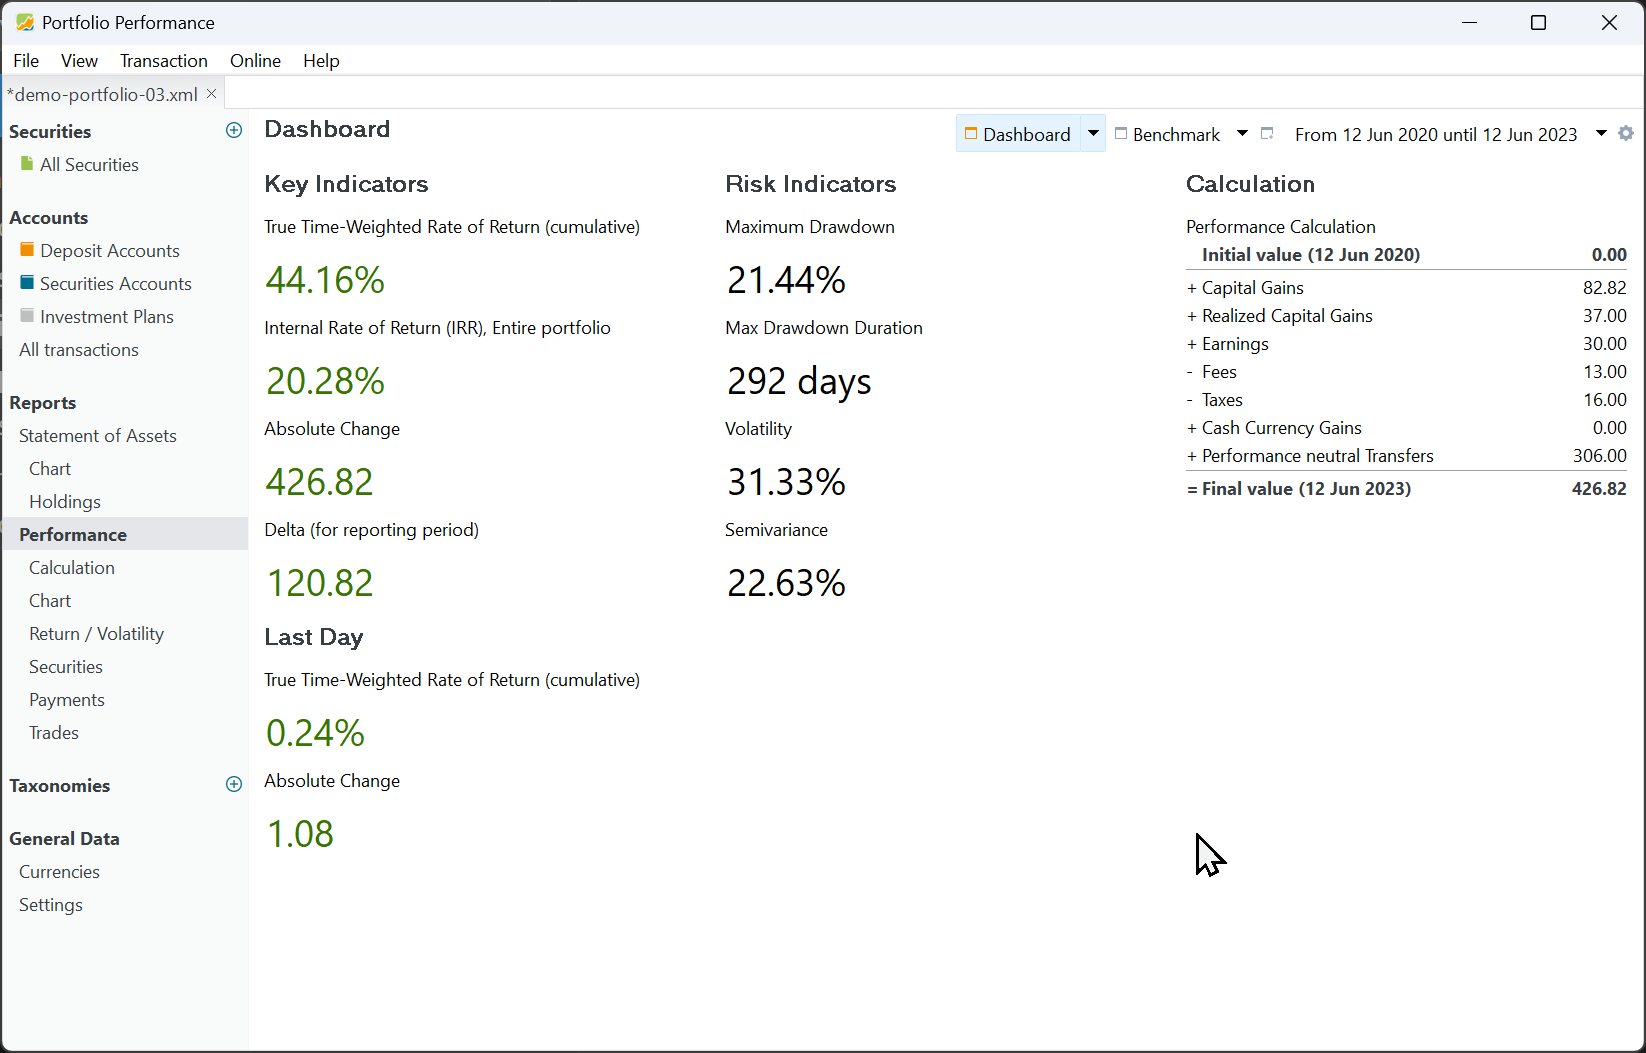 Portfolio Performance
File View Transaction Online Help
*demo-portfolio-03.xml
Securities
All Securities
Accounts
Deposit Accounts
Securities Accounts
Investment Plans
All transactions
Reports
Statement of Assets
Chart
Holdings
Performance
Calculation
Chart
Return / Volatility
Securities
Payments
Trades
Taxonomies
General Data
Currencies
Settings
Dashboard
Dashboard Benchmark From 12 Jun 2020 until 12 Jun 2023
Key Indicators
True Time-Weighted Rate of Return (cumulative)
44.16%
Internal Rate of Return (IRR), Entire portfolio
20.28%
Absolute Change
426.82
Delta (for reporting period)
120.82
Last Day
True Time-Weighted Rate of Return (cumulative)
0.24%
Absolute Change
1.08
Risk Indicators
Maximum Drawdown
21.44%
Max Drawdown Duration
292 days
Volatility
31.33%
Semivariance
22.63%
Calculation
Performance Calculation
Initial value (12 Jun 2020) 0.00
+ Capital Gains 82.82
+ Realized Capital Gains 37.00
+ Earnings 30.00
- Fees 13.00
- Taxes 16.00
+ Cash Currency Gains 0.00
+ Performance neutral Transfers 306.00
= Final value (12 Jun 2023) 426.82